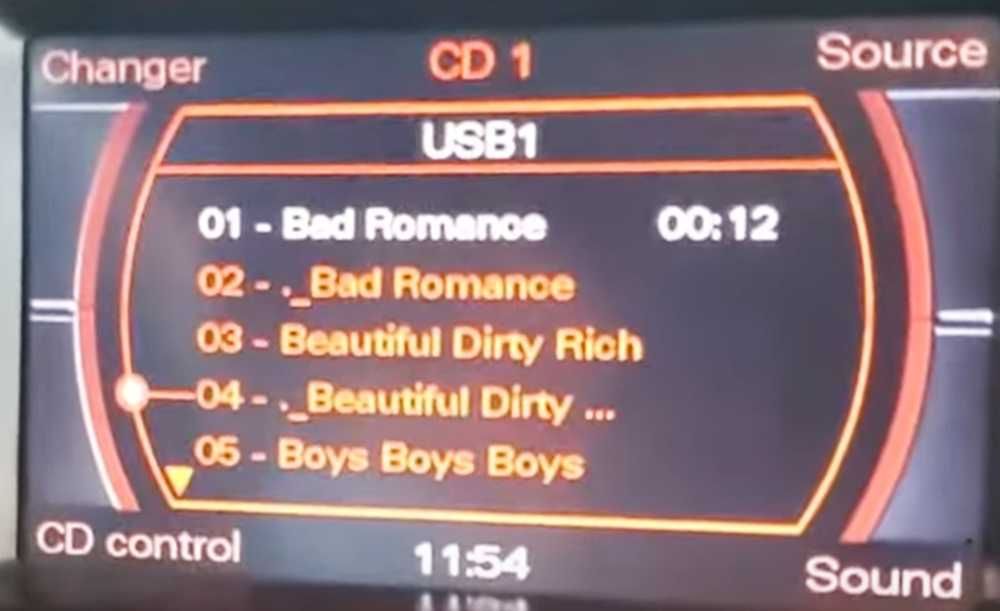 Changer CD 1 Source
USB1
01 - Bad Romance 00:12
02 - ._Bad Romance
03 - Beautiful Dirty Rich
04 - ._Beautiful Dirty ...
05 - Boys Boys Boys
CD control 11:54 Sound